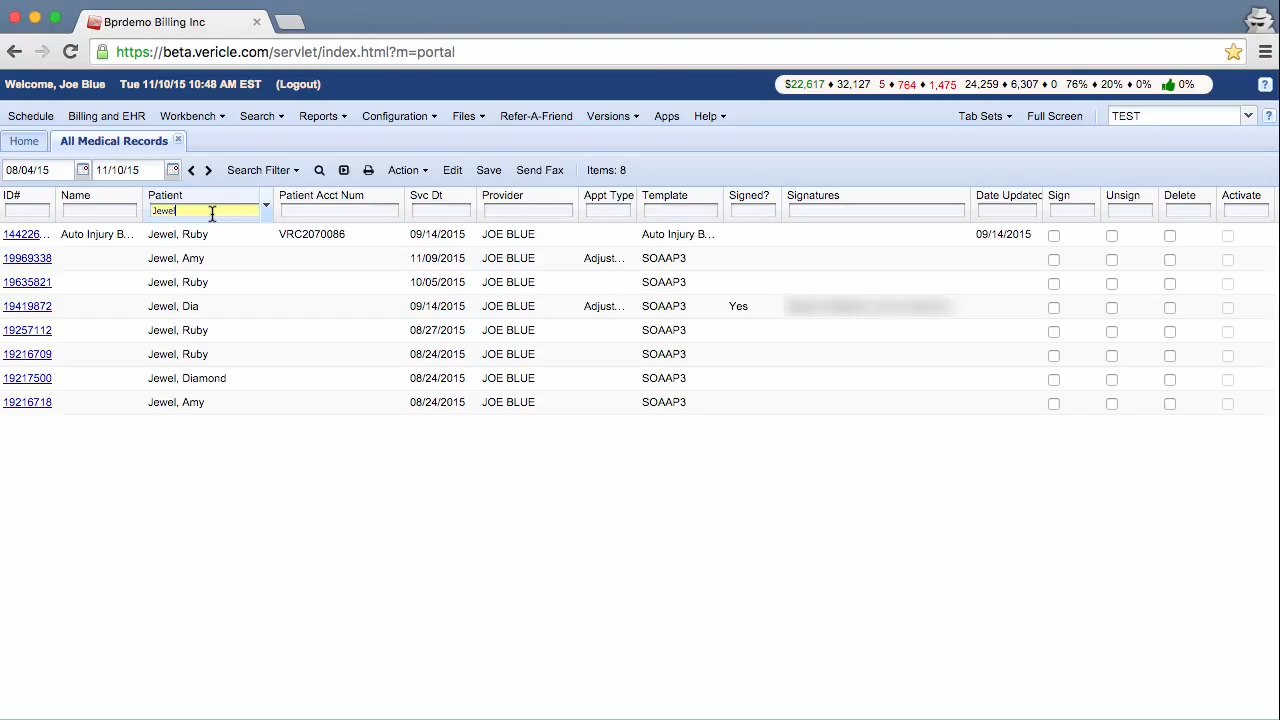 Bprdemo Billing Inc
https://beta.vericle.com/servlet/index.html?m=portal
Welcome, Joe Blue Tue 11/10/15 10:48 AM EST (Logout) $22,617 ♦ 32,127 5 ♦ 764 ♦ 1,475 24,259 ♦ 6,307 ♦ 0 76% ♦ 20% ♦ 0% 0% ?
Schedule Billing and EHR Workbench Search Reports Configuration Files Refer-A-Friend Versions Apps Help Tab Sets Full Screen TEST ?
Home All Medical Records
08/04/15 11/10/15 Search Filter Action Edit Save Send Fax Items: 8
ID# Name Patient Patient Acct Num Svc Dt Provider Appt Type Template Signed? Signatures Date Updated Sign Unsign Delete Activate
Jewel
144226... Auto Injury B... Jewel, Ruby VRC2070086 09/14/2015 JOE BLUE Auto Injury B... 09/14/2015
19969338 Jewel, Amy 11/09/2015 JOE BLUE Adjust... SOAAP3
19635821 Jewel, Ruby 10/05/2015 JOE BLUE SOAAP3
19419872 Jewel, Dia 09/14/2015 JOE BLUE Adjust... SOAAP3 Yes
19257112 Jewel, Ruby 08/27/2015 JOE BLUE SOAAP3
19216709 Jewel, Ruby 08/24/2015 JOE BLUE SOAAP3
19217500 Jewel, Diamond 08/24/2015 JOE BLUE SOAAP3
19216718 Jewel, Amy 08/24/2015 JOE BLUE SOAAP3